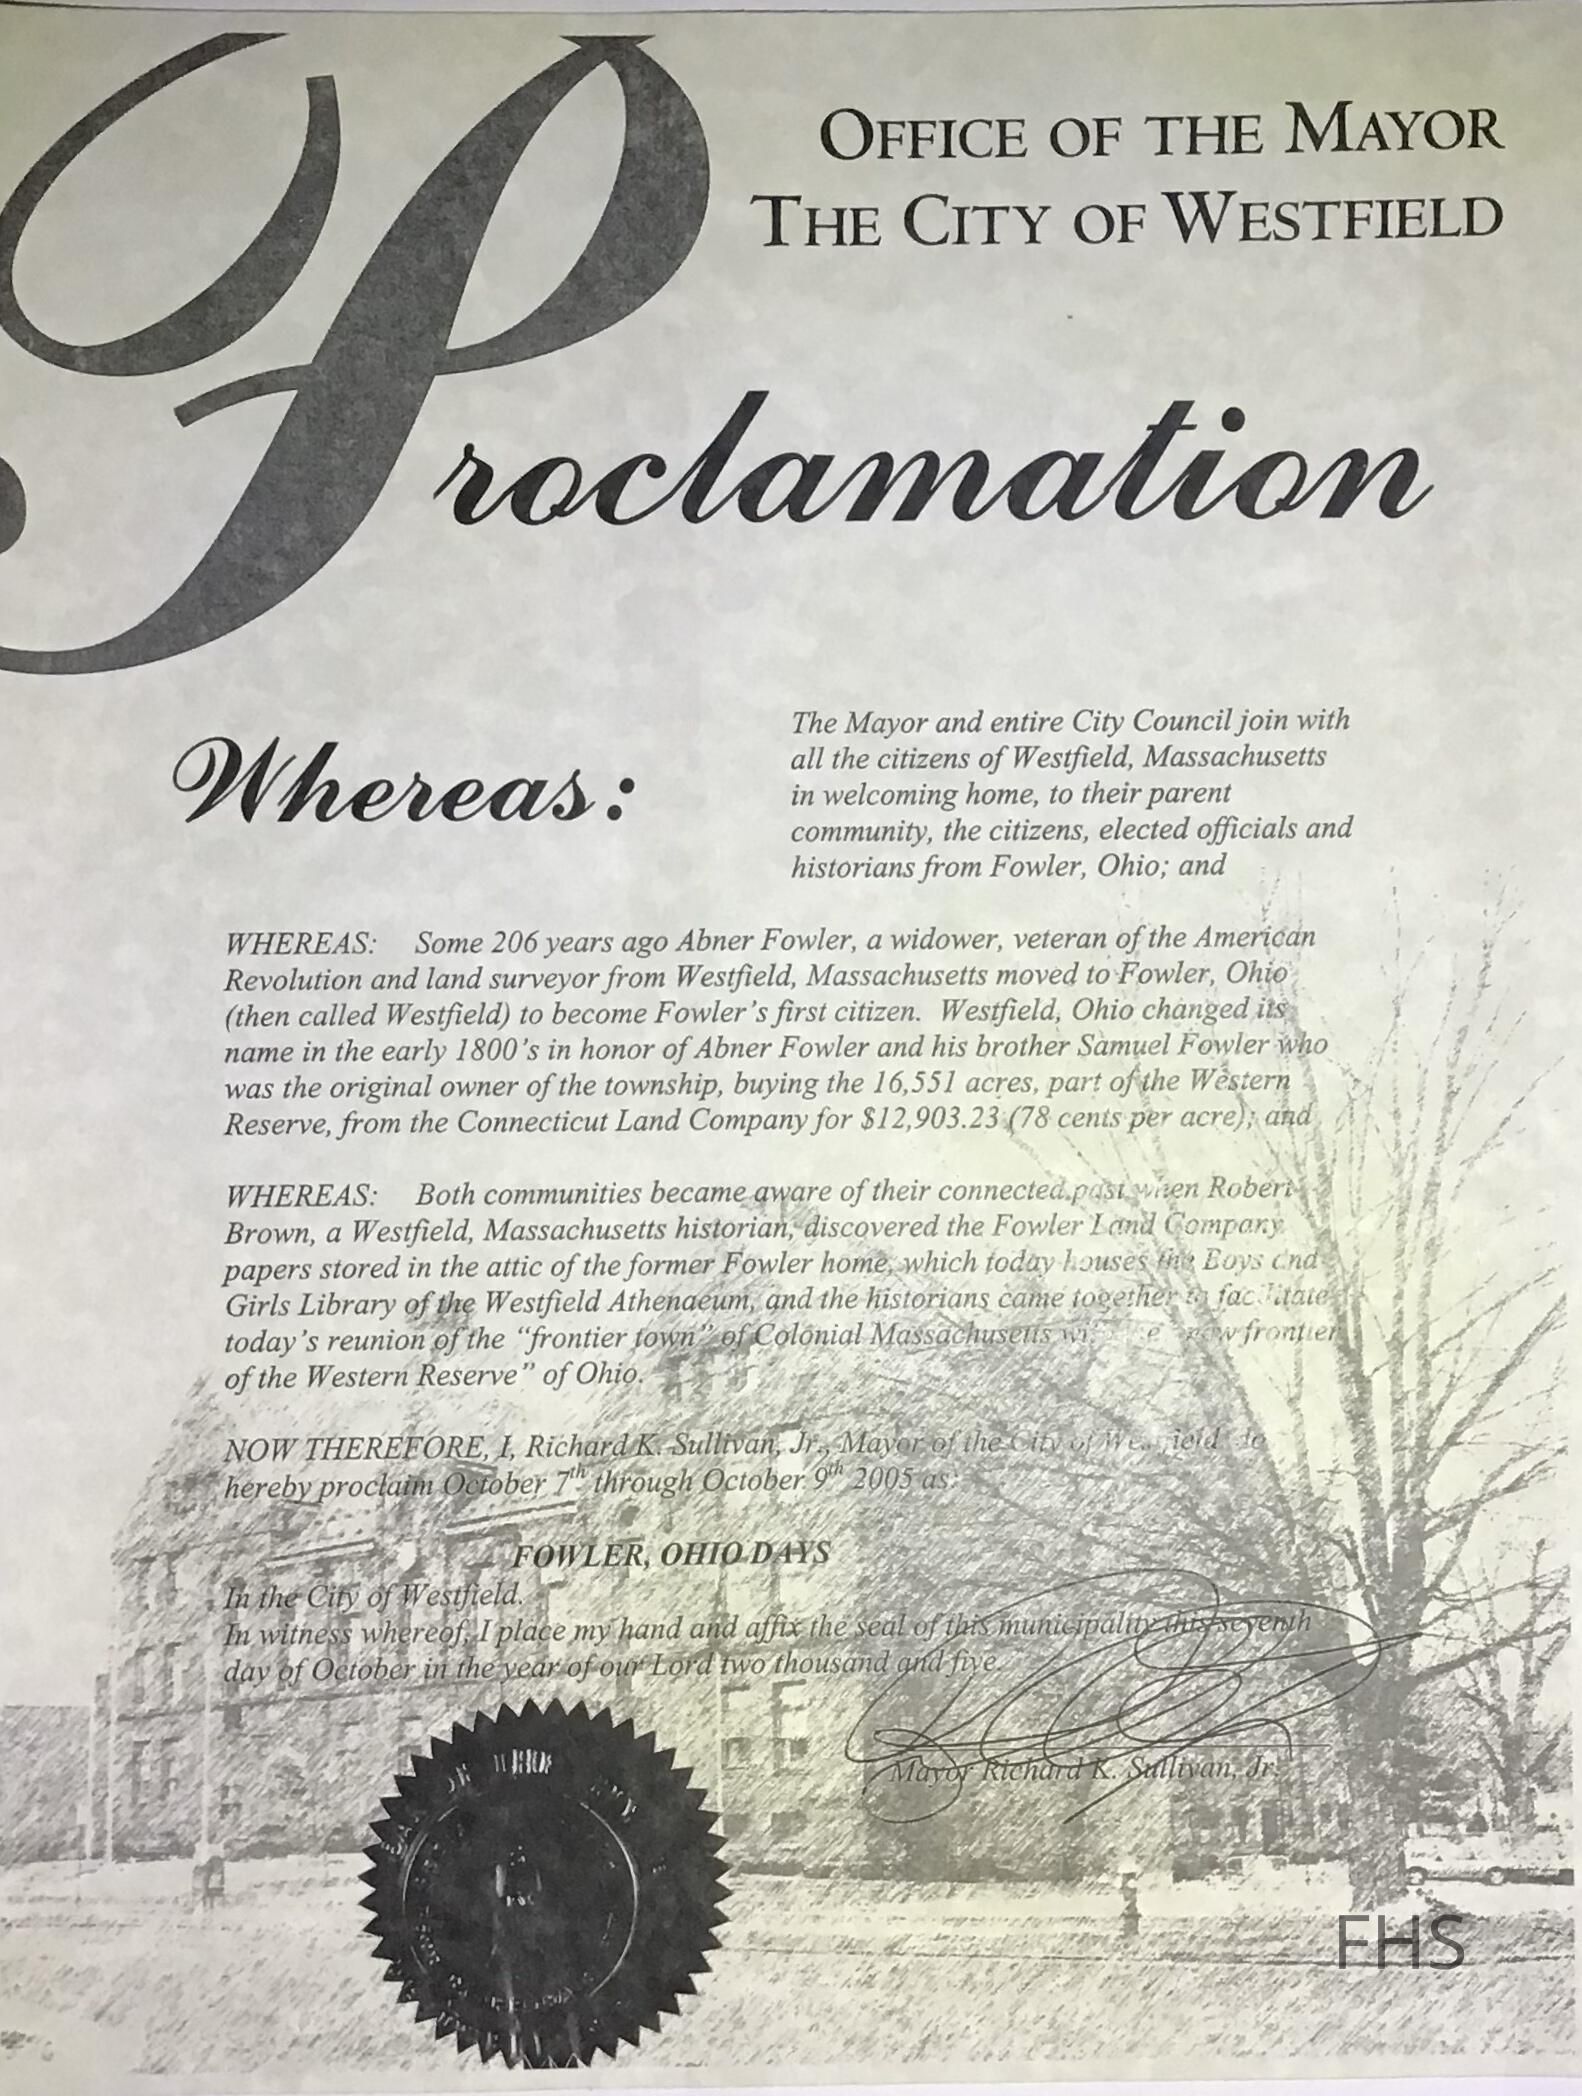 OFFICE OF THE MAYOR
THE CITY OF WESTFIELD
Proclamation
Whereas:
The Mayor and entire City Council join with
all the citizens of Westfield, Massachusetts
in welcoming home, to their parent
community, the citizens, elected officials and
historians from Fowler, Ohio; and
WHEREAS: Some 206 years ago Abner Fowler, a widower, veteran of the American
Revolution and land surveyor from Westfield, Massachusetts moved to Fowler, Ohio
(then called Westfield) to become Fowler's first citizen. Westfield, Ohio changed its
name in the early 1800's in honor of Abner Fowler and his brother Samuel Fowler who
was the original owner of the township, buying the 16,551 acres, part of the Western
Reserve, from the Connecticut Land Company for $12,903.23 (78 cents per acre); and
WHEREAS: Both communities became aware of their connected past when Robert
Brown, a Westfield, Massachusetts historian, discovered the Fowler Land Company
papers stored in the attic of the former Fowler home, which today houses the Boys and
Girls Library of the Westfield Athenaeum, and the historians came together to facilitate
today's reunion of the "frontier town" of Colonial Massachusetts frontier
of the Western Reserve" of Ohio.
NOW THEREFORE, I, Richard K. Sullivan, Jr., Mayor of the City of Westfield do
hereby proclaim October 7th through October 9th 2005 as:
FOWLER, OHIO DAYS
In the City of Westfield.
In witness whereof, I place my hand and affix the seal of this municipality this seventh
day of October in the year of our Lord two thousand and five.
Mayor Richard K. Sullivan, Jr.
FHS